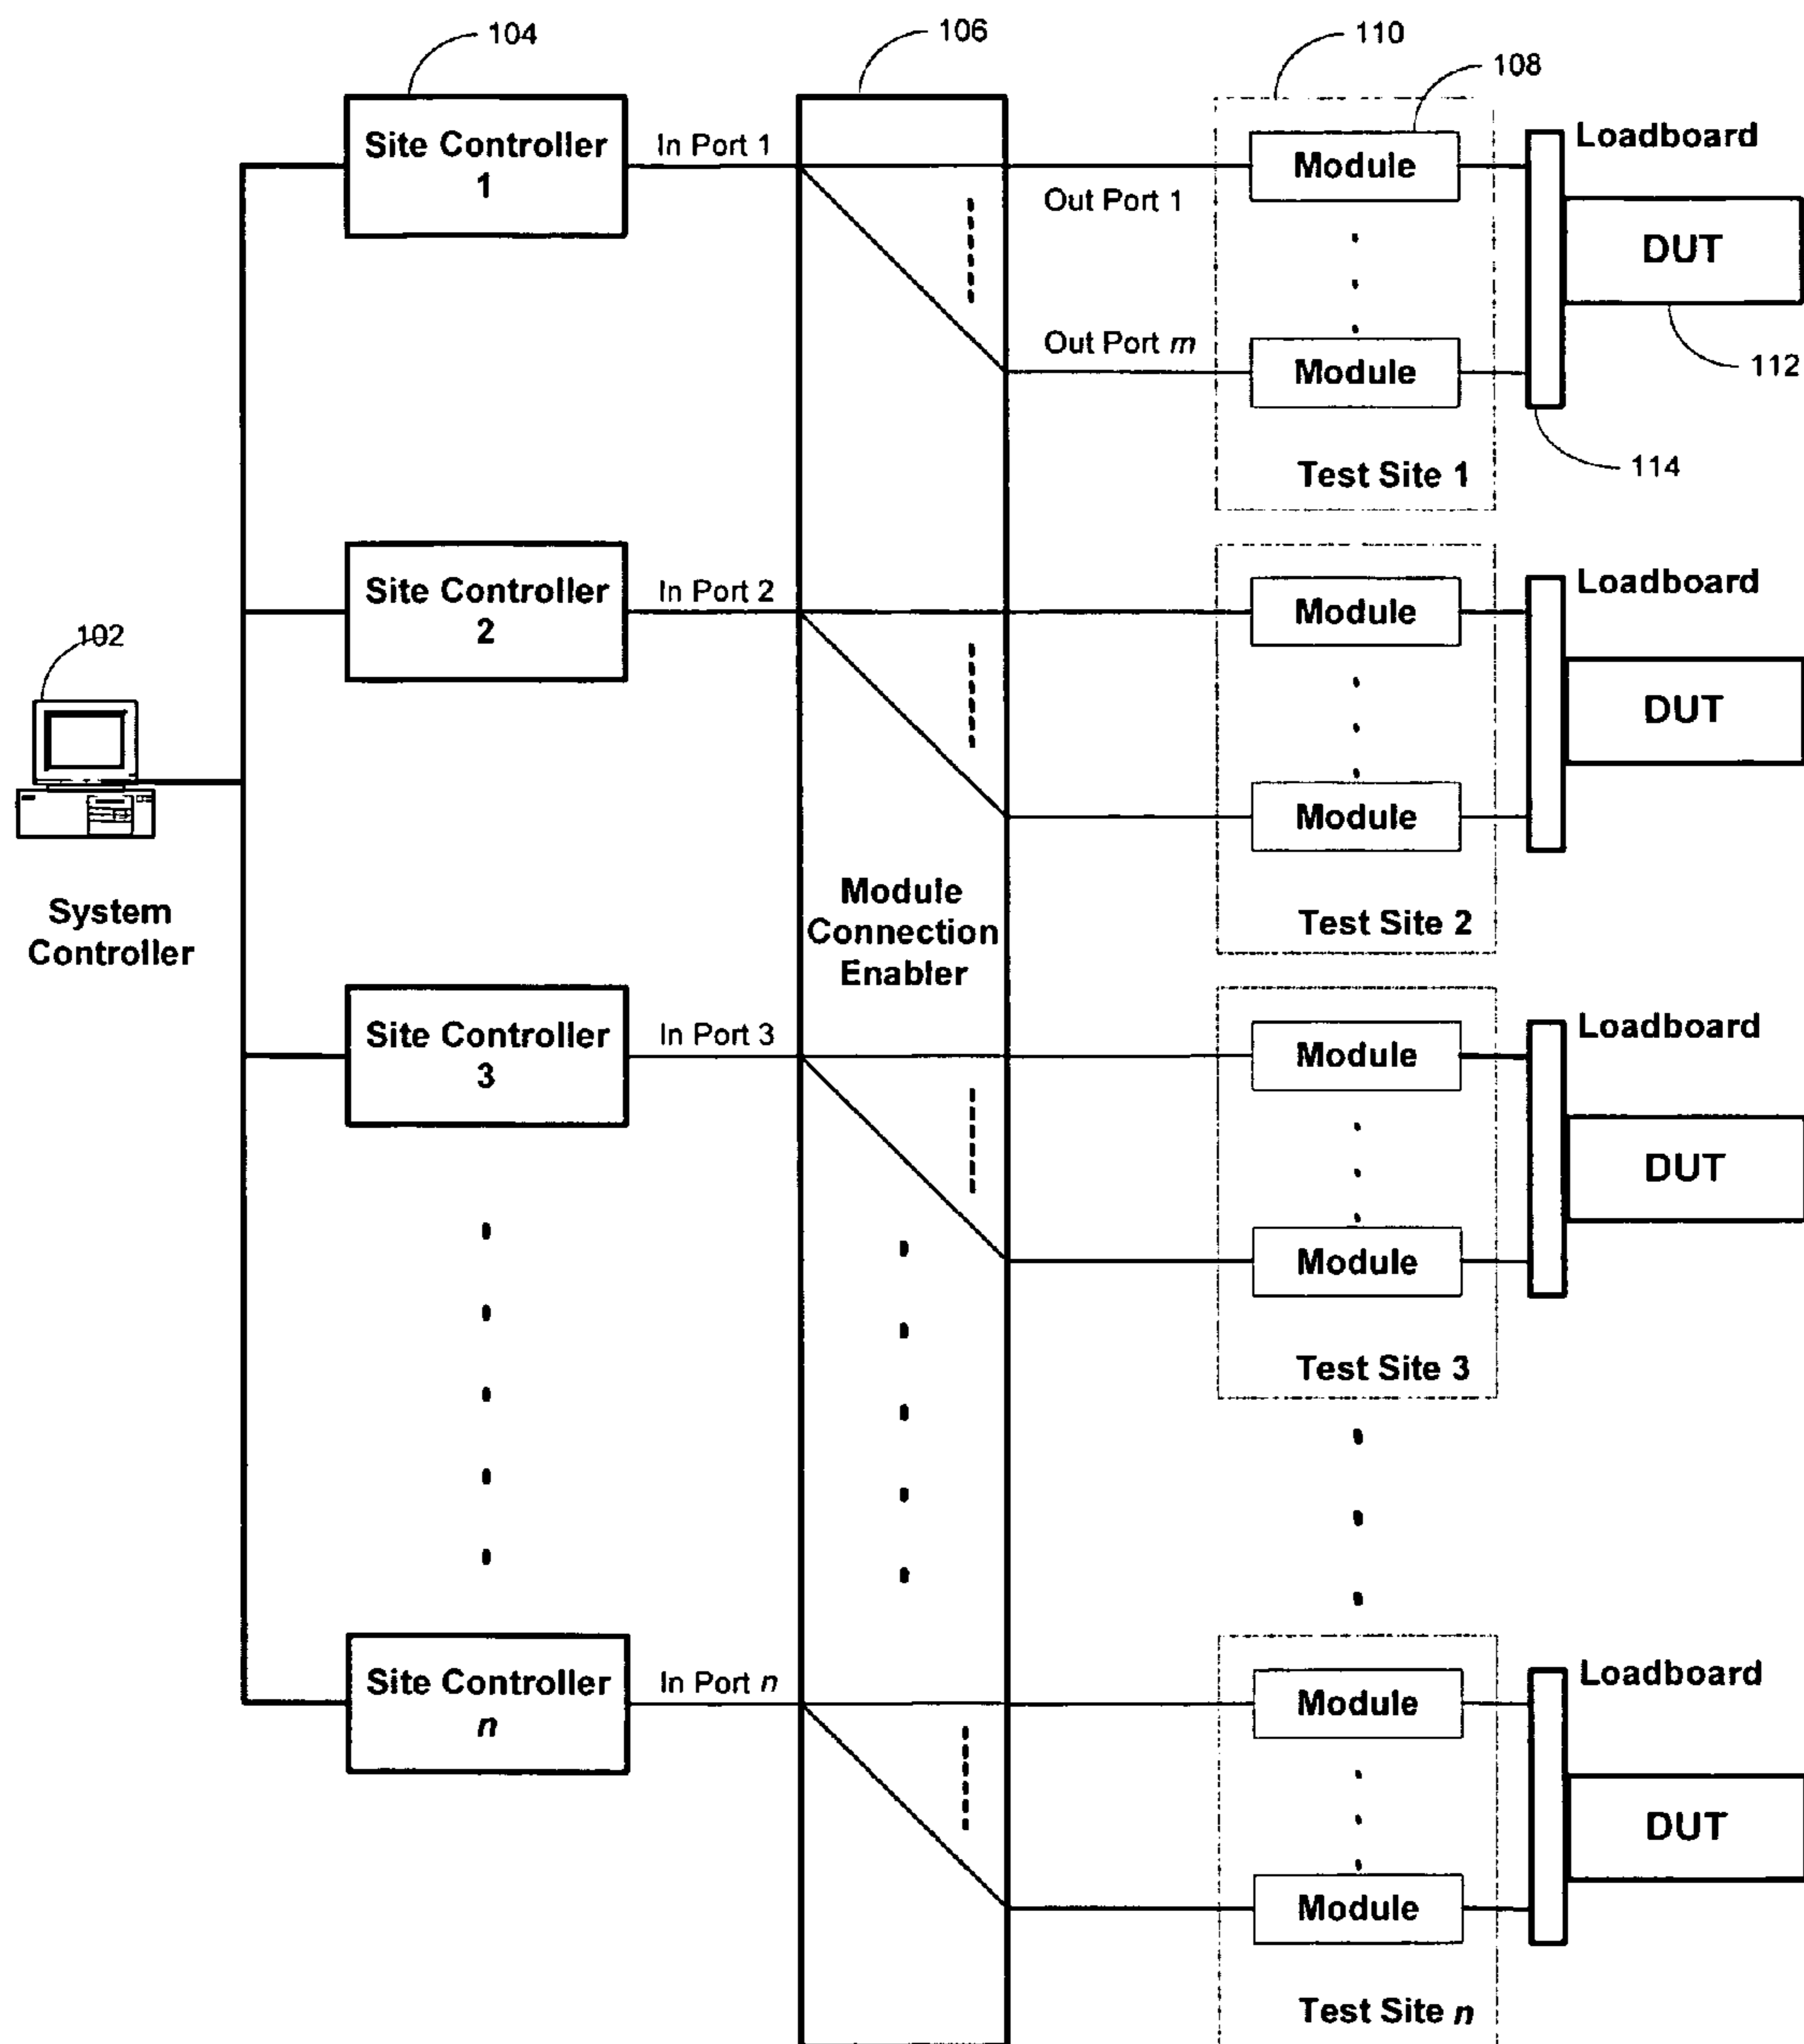 104
106
110
108
Site Controller
1
In Port 1
Out Port 1
Out Port m
Module
Module
Test Site 1
Loadboard
DUT
112
114
Site Controller
2
In Port 2
Module
Module
Test Site 2
Loadboard
DUT
102
System
Controller
Module
Connection
Enabler
Site Controller
3
In Port 3
Module
Module
Test Site 3
Loadboard
DUT
Site Controller
n
In Port n
Module
Module
Test Site n
Loadboard
DUT